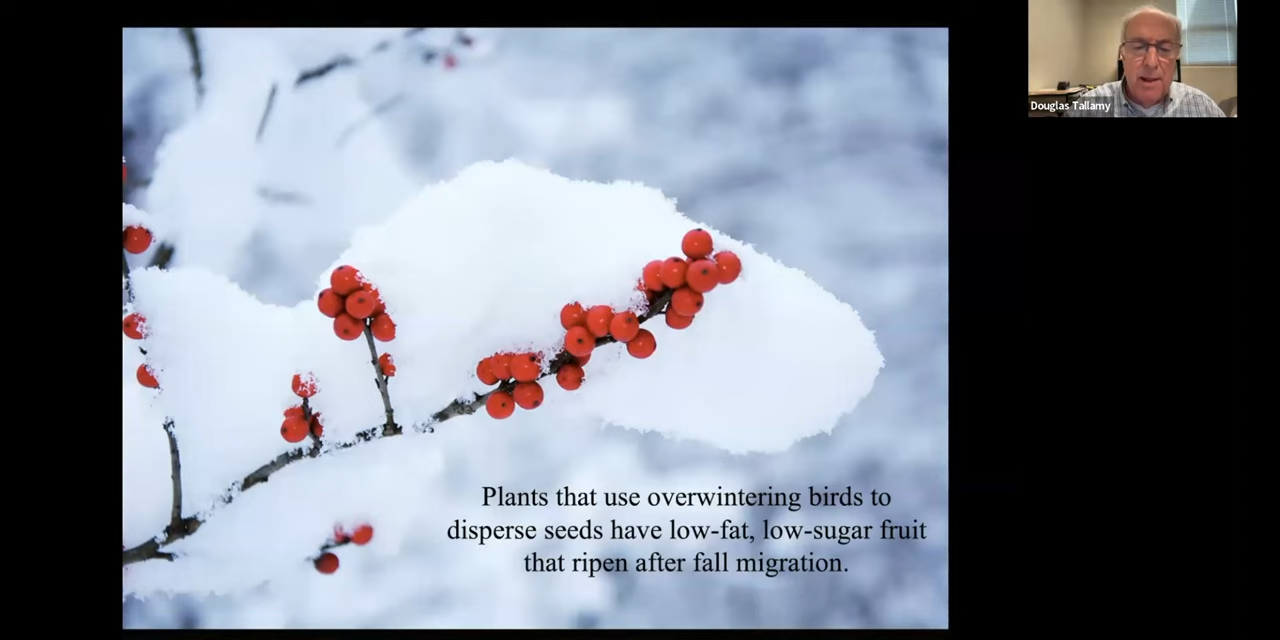 Douglas Tallamy
Plants that use overwintering birds to
disperse seeds have low-fat, low-sugar fruit
that ripen after fall migration.